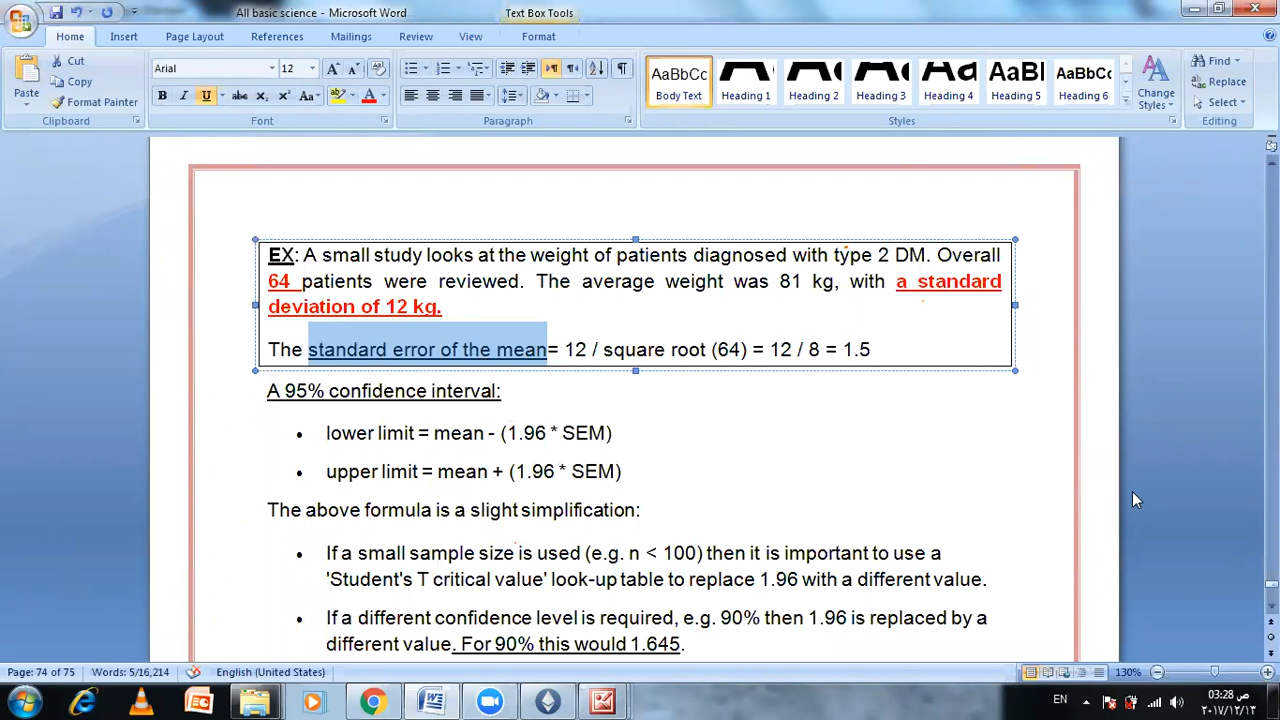 All basic science - Microsoft Word
Text Box Tools
Home Insert Page Layout References Mailings Review View Format
Paste
Cut
Copy
Format Painter
Clipboard
Arial 12
B I U abc x₂ x² Aa A
Font
Paragraph
AaBbCc AaBbCc
Body Text Heading 1 Heading 2 Heading 3 Heading 4 Heading 5 Heading 6
Change Styles
Styles
Find
Replace
Select
Editing
EX: A small study looks at the weight of patients diagnosed with type 2 DM. Overall
64 patients were reviewed. The average weight was 81 kg, with a standard
deviation of 12 kg.
The standard error of the mean= 12 / square root (64) = 12 / 8 = 1.5
A 95% confidence interval:
• lower limit = mean - (1.96 * SEM)
• upper limit = mean + (1.96 * SEM)
The above formula is a slight simplification:
• If a small sample size is used (e.g. n < 100) then it is important to use a
'Student's T critical value' look-up table to replace 1.96 with a different value.
• If a different confidence level is required, e.g. 90% then 1.96 is replaced by a
different value. For 90% this would 1.645.
Page: 74 of 75 Words: 5/16,214 English (United States) 130%
EN 03:28 ص
٢٠١٧/١٢/١٣